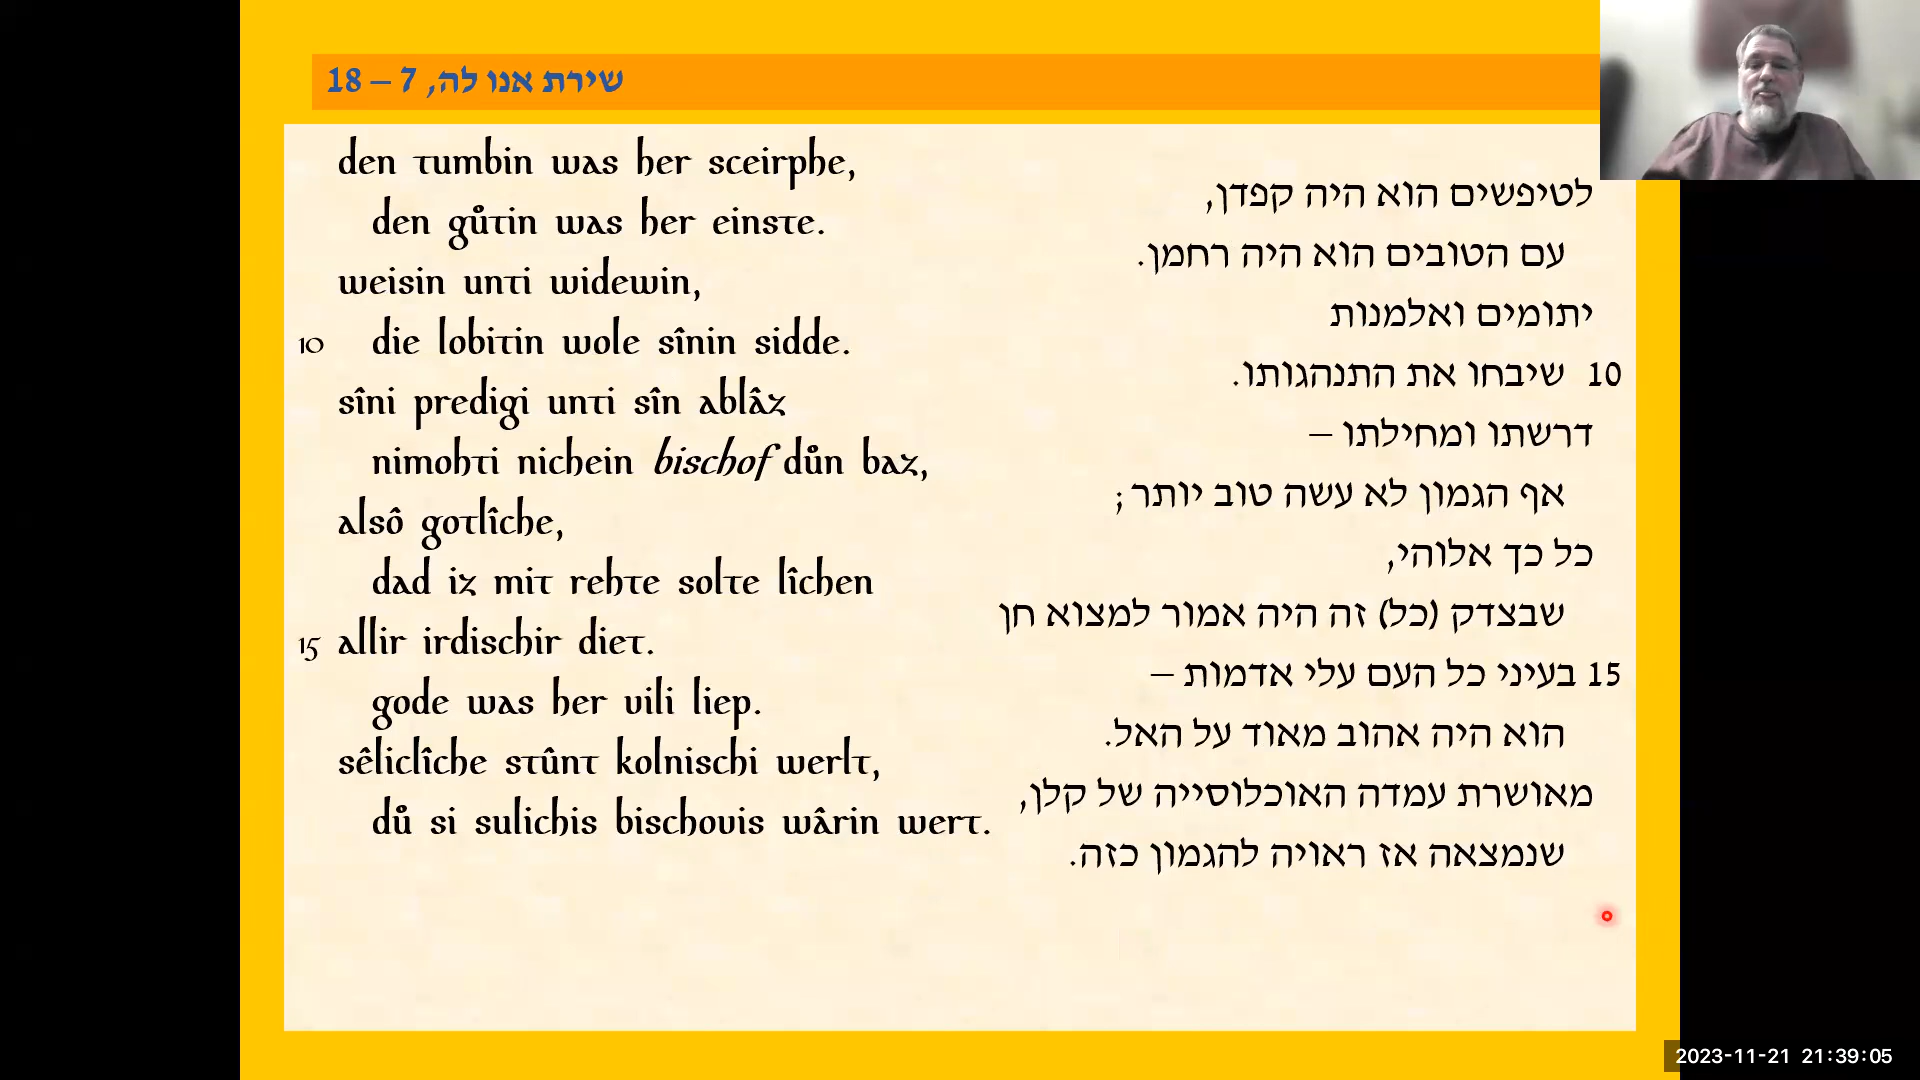 שירת אנו לה, 7 – 18
den tumbin was her sceirphe,
den gůtin was her einste.
weisin unti widewin,
10 die lobitin wole sînin sidde.
sîni predigi unti sîn ablâz
nimohti nichein bischof důn baz,
alsô gotlîche,
dad iz mit rehte solte lîchen
15 allir irdischir diet.
gode was her uili liep.
sêliclîche stûnt kolnischi werlt,
dů si sulichis bischouis wârin wert.
לטיפשים הוא היה קפדן,
עם הטובים הוא היה רחמן.
יתומים ואלמנות
10 שיבחו את התנהגותו.
דרשתו ומחילתו –
אף הגמון לא עשה טוב יותר;
כל כך אלוהי,
שבצדק (כל) זה היה אמור למצוא חן
15 בעיני כל העם עלי אדמות –
הוא היה אהוב מאוד על האל.
מאושרת עמדה האוכלוסייה של קלן,
שנמצאה אז ראויה להגמון כזה.
2023-11-21 21:39:05